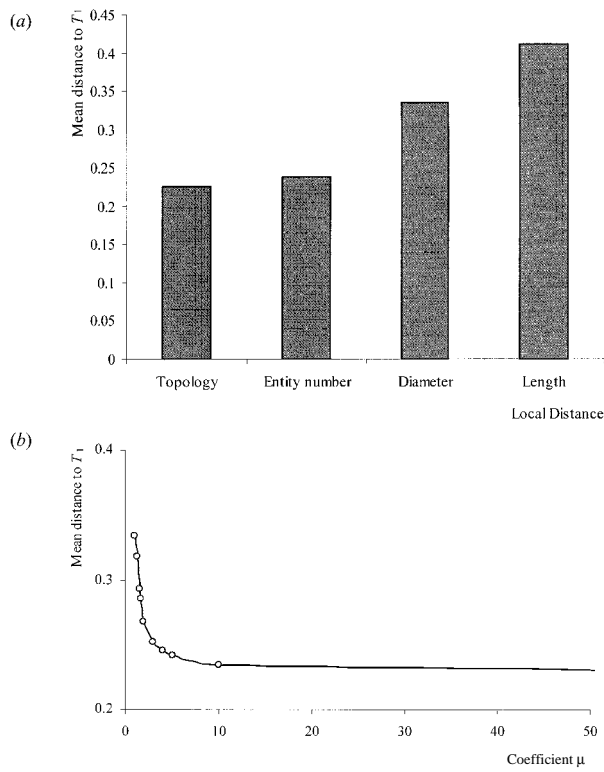 (a)
Mean distance to T1
0.45
0.4
0.35
0.3
0.25
0.2
0.15
0.1
0.05
0
Topology Entity number Diameter Length
Local Distance
(b)
Mean distance to T1
0.4
0.3
0.2
0 10 20 30 40 50
Coefficient μ